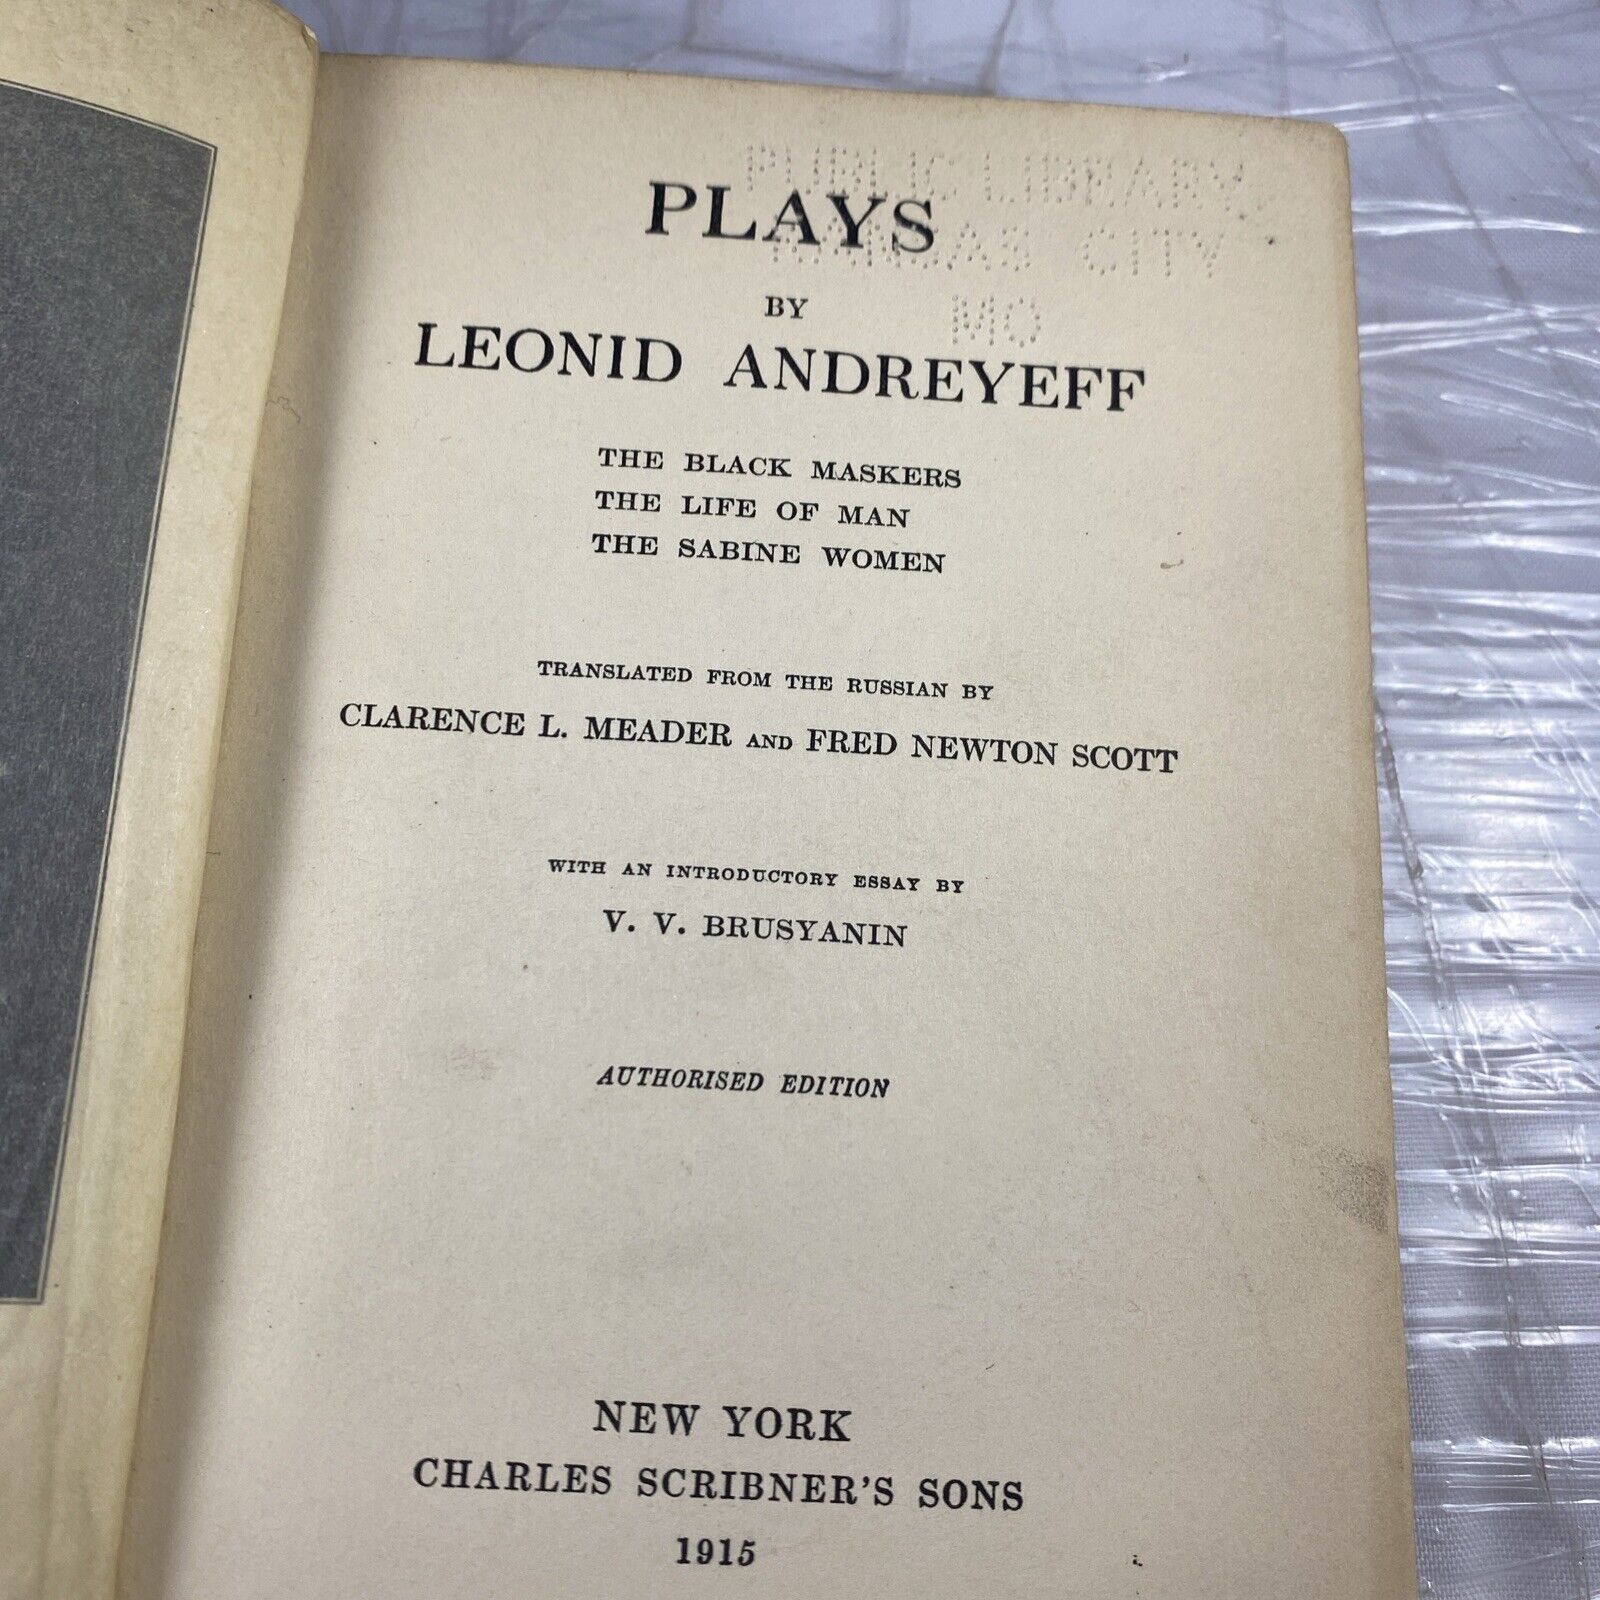 PUBLIC LIBRARY
PLAYS
KANSAS CITY
BY
MO
LEONID ANDREYEFF
THE BLACK MASKERS
THE LIFE OF MAN
THE SABINE WOMEN
TRANSLATED FROM THE RUSSIAN BY
CLARENCE L. MEADER AND FRED NEWTON SCOTT
WITH AN INTRODUCTORY ESSAY BY
V. V. BRUSYANIN
AUTHORISED EDITION
NEW YORK
CHARLES SCRIBNER'S SONS
1915